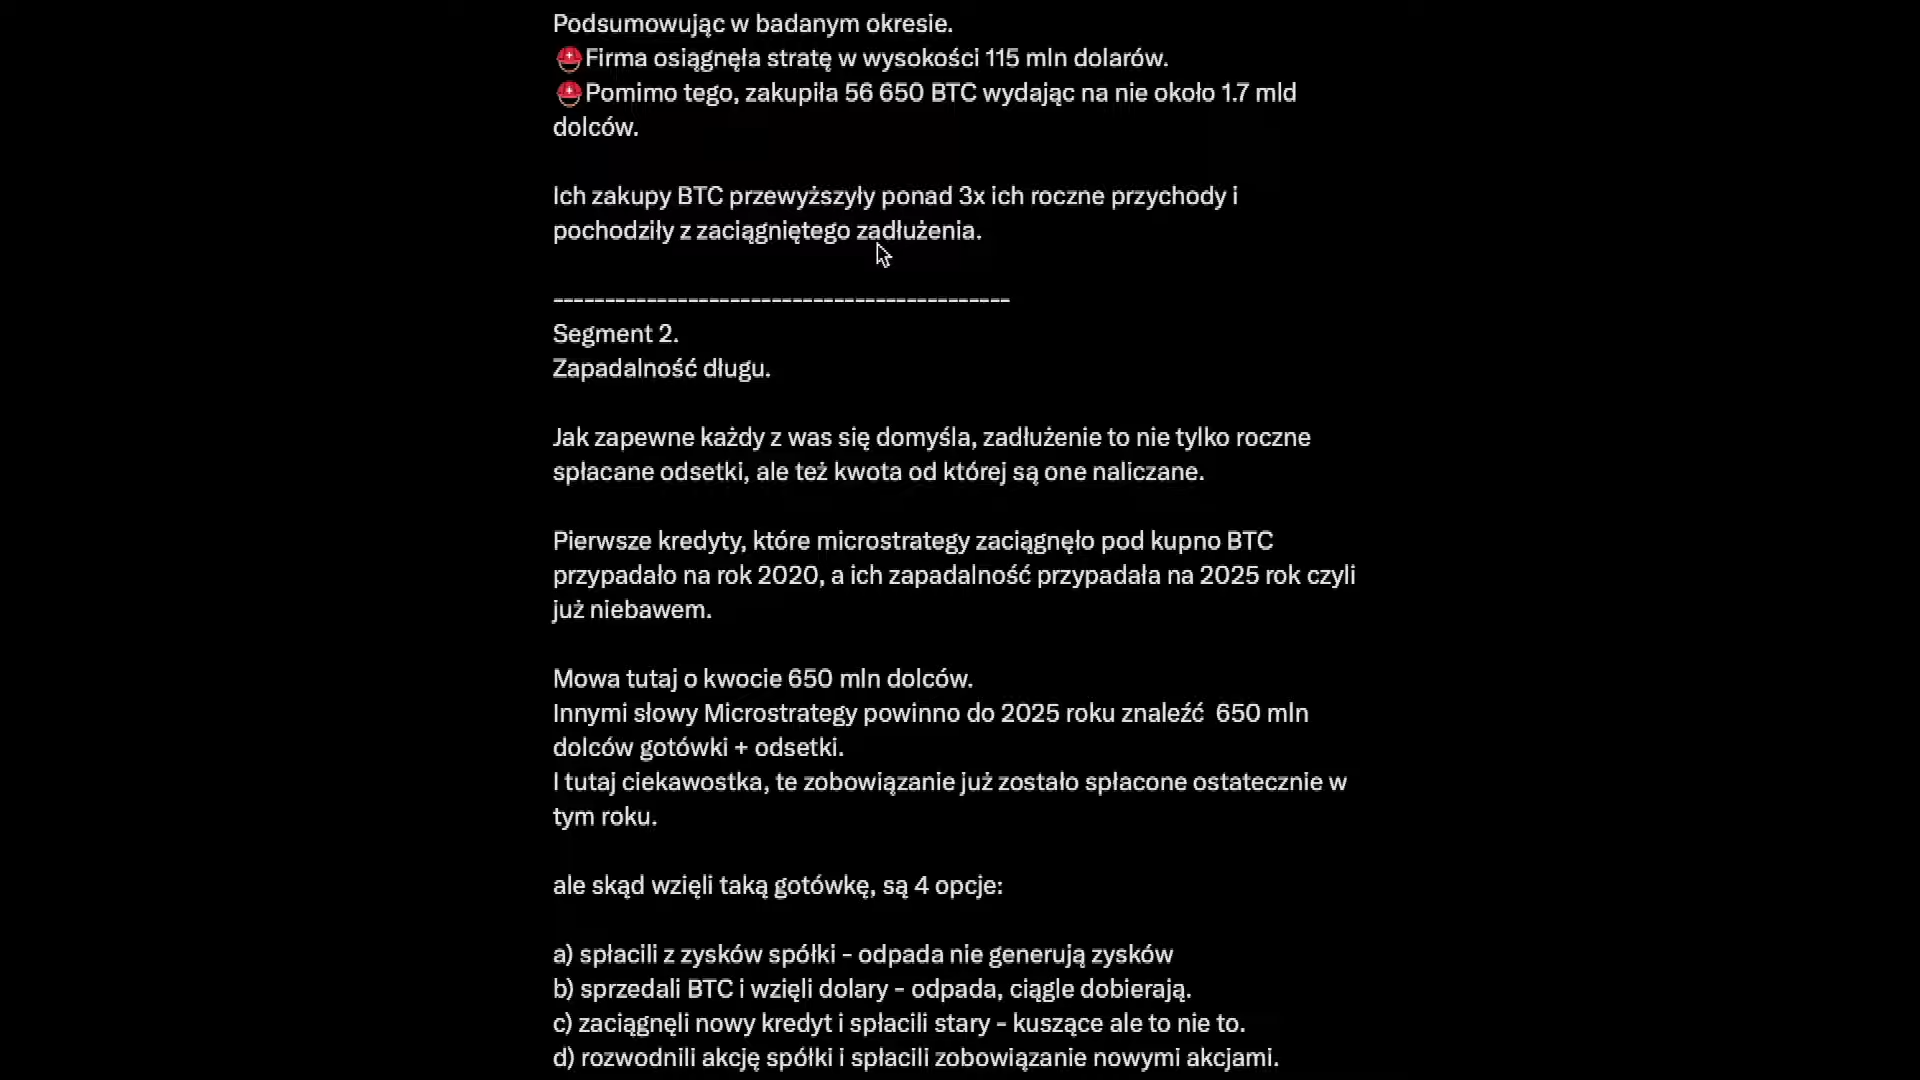 Podsumowując w badanym okresie.
⛑️Firma osiągnęła stratę w wysokości 115 mln dolarów.
⛑️Pomimo tego, zakupiła 56 650 BTC wydając na nie około 1.7 mld
dolców.
Ich zakupy BTC przewyższyły ponad 3x ich roczne przychody i
pochodziły z zaciągniętego zadłużenia.
--------------------------------------------
Segment 2.
Zapadalność długu.
Jak zapewne każdy z was się domyśla, zadłużenie to nie tylko roczne
spłacane odsetki, ale też kwota od której są one naliczane.
Pierwsze kredyty, które microstrategy zaciągnęło pod kupno BTC
przypadało na rok 2020, a ich zapadalność przypadała na 2025 rok czyli
już niebawem.
Mowa tutaj o kwocie 650 mln dolców.
Innymi słowy Microstrategy powinno do 2025 roku znaleźć  650 mln
dolców gotówki + odsetki.
I tutaj ciekawostka, te zobowiązanie już zostało spłacone ostatecznie w
tym roku.
ale skąd wzięli taką gotówkę, są 4 opcje:
a) spłacili z zysków spółki - odpada nie generują zysków
b) sprzedali BTC i wzięli dolary - odpada, ciągle dobierają.
c) zaciągnęli nowy kredyt i spłacili stary - kuszące ale to nie to.
d) rozwodnili akcję spółki i spłacili zobowiązanie nowymi akcjami.